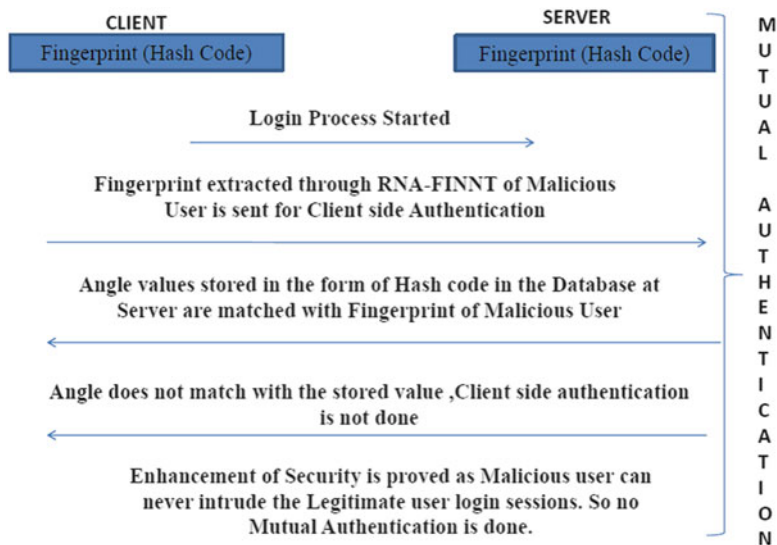 CLIENT
SERVER
Fingerprint (Hash Code)
Fingerprint (Hash Code)
Login Process Started
Fingerprint extracted through RNA-FINNT of Malicious
User is sent for Client side Authentication
Angle values stored in the form of Hash code in the Database at
Server are matched with Fingerprint of Malicious User
Angle does not match with the stored value ,Client side authentication
is not done
Enhancement of Security is proved as Malicious user can
never intrude the Legitimate user login sessions. So no
Mutual Authentication is done.
MUTUAL AUTHENTICATION